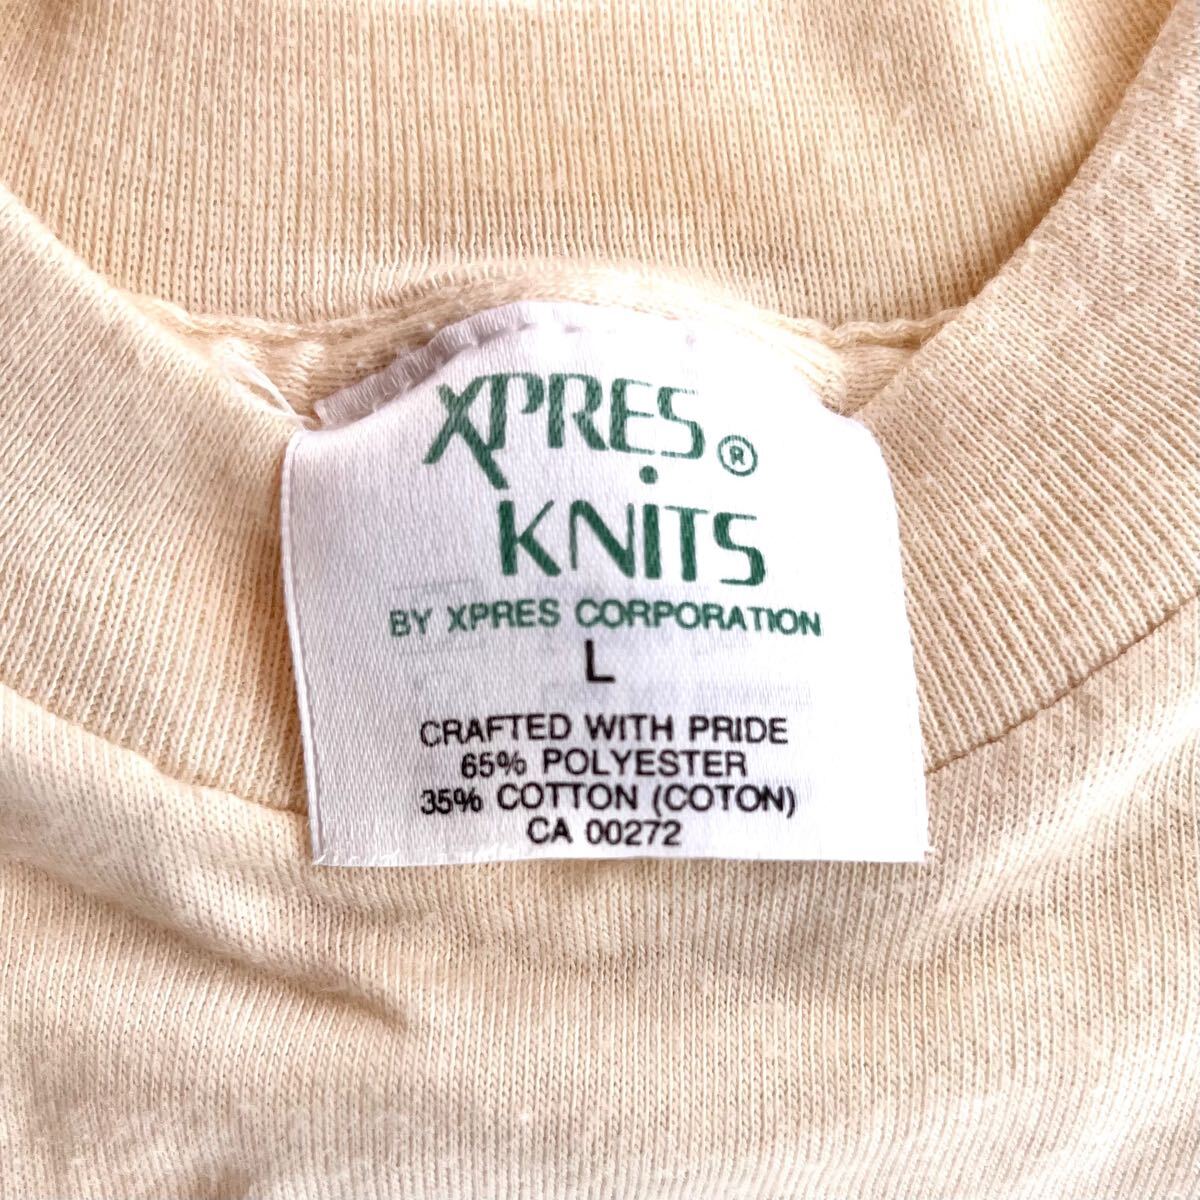 XPRES®
KNITS
BY XPRES CORPORATION
L
CRAFTED WITH PRIDE
65% POLYESTER
35% COTTON (COTON)
CA 00272